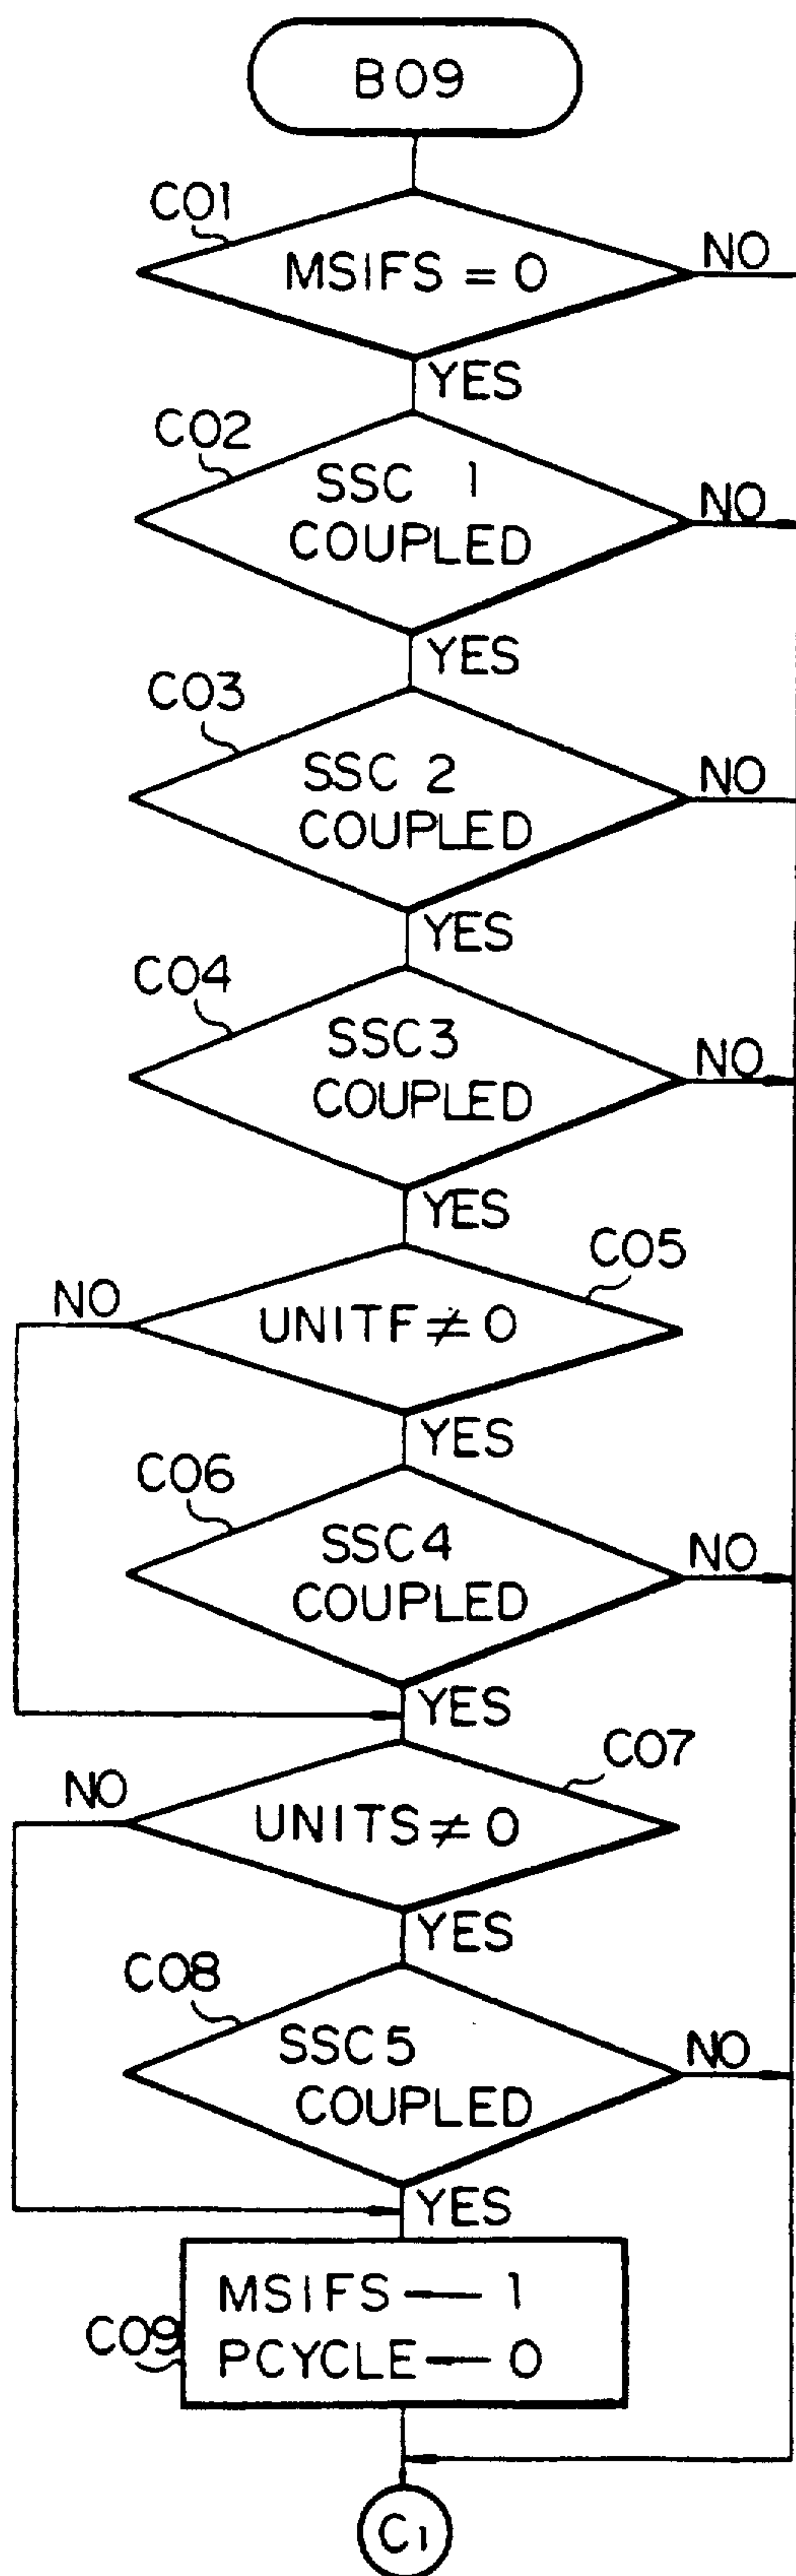 B09
C01
MSIFS = 0
NO
YES
C02
SSC 1
COUPLED
NO
YES
C03
SSC 2
COUPLED
NO
YES
C04
SSC3
COUPLED
NO
YES
C05
NO
UNITF ≠ 0
YES
C06
SSC4
COUPLED
NO
YES
C07
NO
UNITS ≠ 0
YES
C08
SSC5
COUPLED
NO
YES
MSIFS — 1
C09
PCYCLE — 0
C1